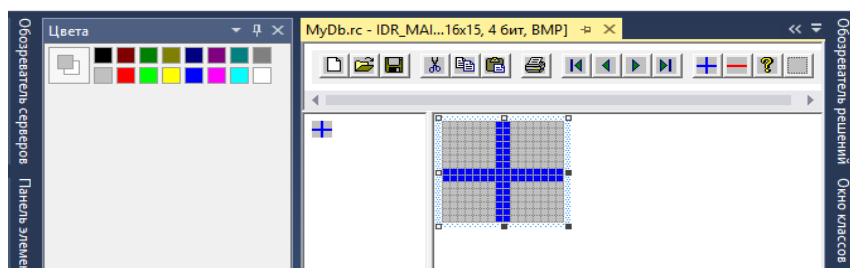 Обозреватель серверов
Панель элемен
Цвета
MyDb.rc - IDR_MAI...16x15, 4 бит, BMP]
?
Обозреватель решений
Окно классов